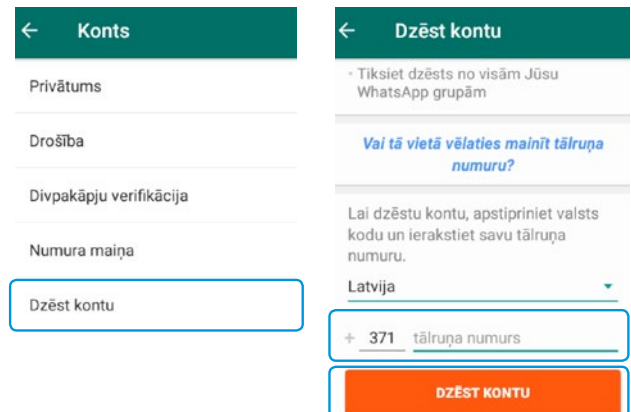 Konts
Privātums
Drošība
Divpakāpju verifikācija
Numura maiņa
Dzēst kontu
Dzēst kontu
Tiksiet dzēsts no visām Jūsu
WhatsApp grupām
Vai tā vietā vēlaties mainīt tālruņa
numuru?
Lai dzēstu kontu, apstipriniet valsts
kodu un ierakstiet savu tālruņa
numuru.
Latvija
+ 371 tālruņa numurs
DZĒST KONTU